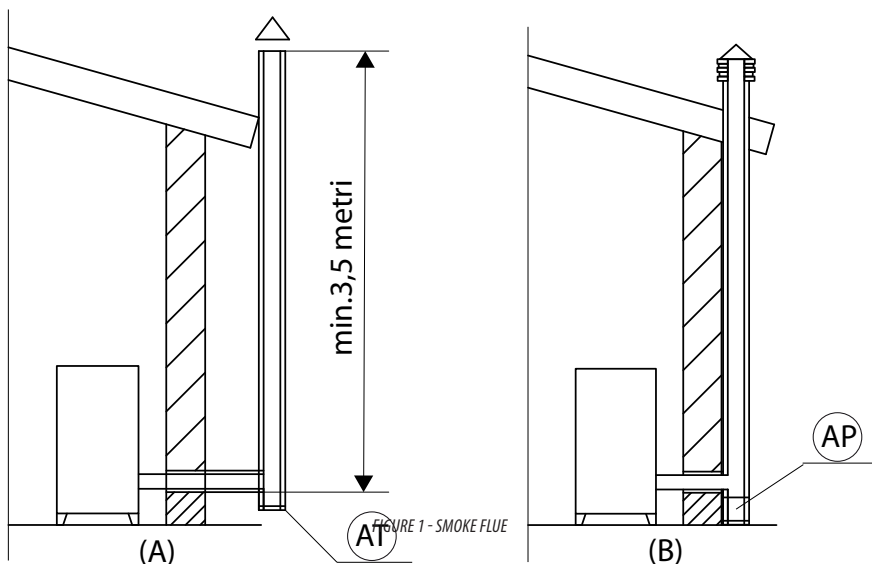 min.3,5 metri
AP
AT
FIGURE 1 - SMOKE FLUE
(A)
(B)